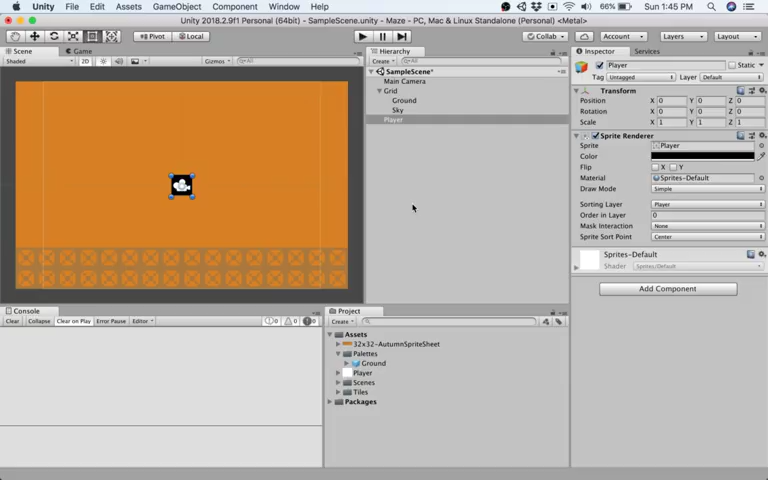 Unity File Edit Assets GameObject Component Window Help 66% Sun 1:45 PM
Unity 2018.2.9f1 Personal (64bit) - SampleScene.unity - Maze - PC, Mac & Linux Standalone (Personal) <Metal>
Pivot Local Collab Account Layers Layout
Scene Game
Shaded 2D Gizmos All
Hierarchy
Create All
SampleScene*
Main Camera
Grid
Ground
Sky
Player
Inspector Services
Player Static
Tag Untagged Layer Default
Transform
Position X 0 Y 0 Z 0
Rotation X 0 Y 0 Z 0
Scale X 1 Y 1 Z 1
Sprite Renderer
Sprite Player
Color
Flip X Y
Material Sprites-Default
Draw Mode Simple
Sorting Layer Player
Order in Layer 0
Mask Interaction None
Sprite Sort Point Center
Sprites-Default
Shader Sprites/Default
Add Component
Console
Clear Collapse Clear on Play Error Pause Editor 0 0 0
Project
Create
Assets
32x32-AutumnSpriteSheet
Palettes
Ground
Player
Scenes
Tiles
Packages